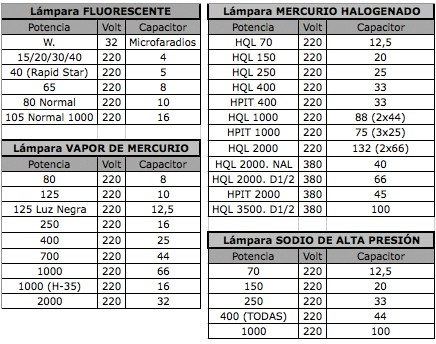 Lámpara FLUORESCENTE
Potencia Volt Capacitor
W. 32 Microfaradios
15/20/30/40 220 4
40 (Rapid Star) 220 5
65 220 8
80 Normal 220 10
105 Normal 1000 220 16
Lámpara VAPOR DE MERCURIO
Potencia Volt Capacitor
80 220 8
125 220 10
125 Luz Negra 220 12,5
250 220 16
400 220 25
700 220 44
1000 220 66
1000 (H-35) 220 16
2000 220 32
Lámpara MERCURIO HALOGENADO
Potencia Volt Capacitor
HQL 70 220 12,5
HQL 150 220 20
HQL 250 220 25
HQL 400 220 33
HPIT 400 220 33
HQL 1000 220 88 (2x44)
HPIT 1000 220 75 (3x25)
HQL 2000 220 132 (2x66)
HQL 2000. NAL 380 40
HQL 2000. D1/2 380 66
HPIT 2000 380 45
HQL 3500. D1/2 380 100
Lámpara SODIO DE ALTA PRESIÓN
Potencia Volt Capacitor
70 220 12,5
150 220 20
250 220 33
400 (TODAS) 220 44
1000 220 100